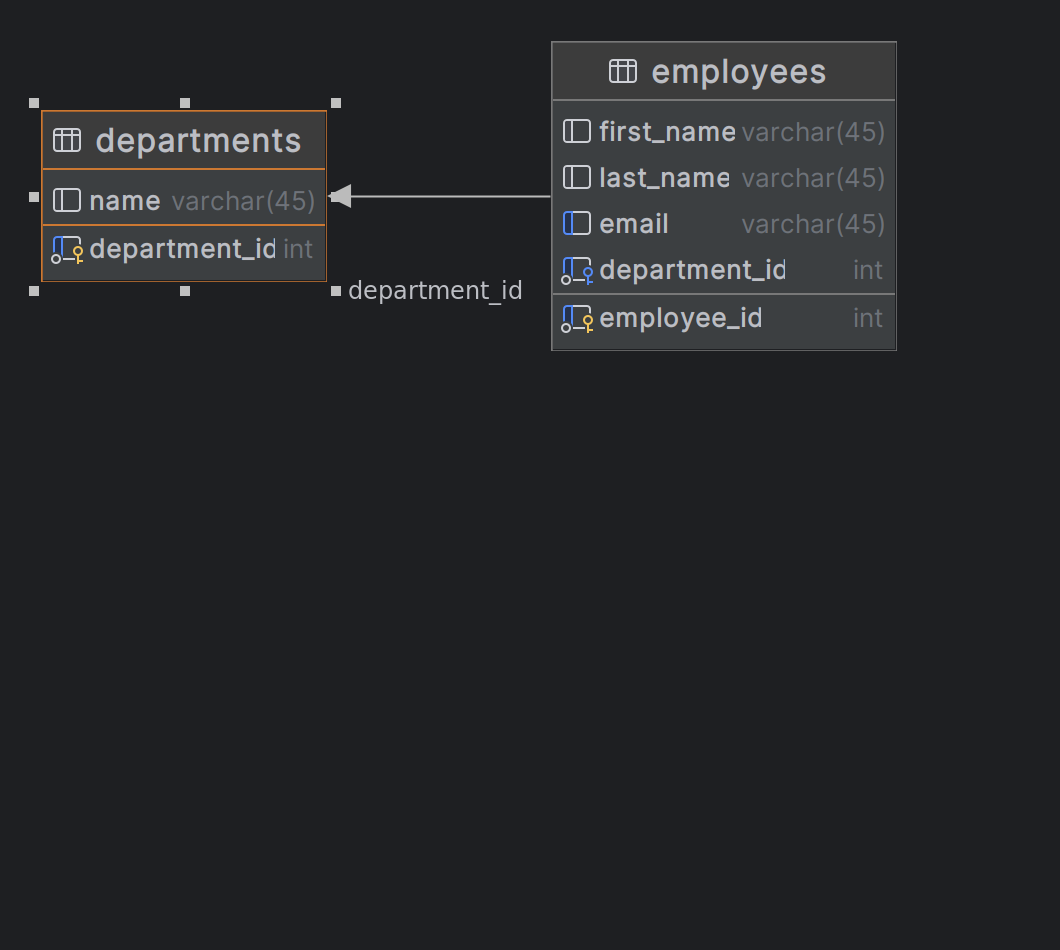 departments
name varchar(45)
department_id int
department_id
employees
first_name varchar(45)
last_name varchar(45)
email varchar(45)
department_id int
employee_id int